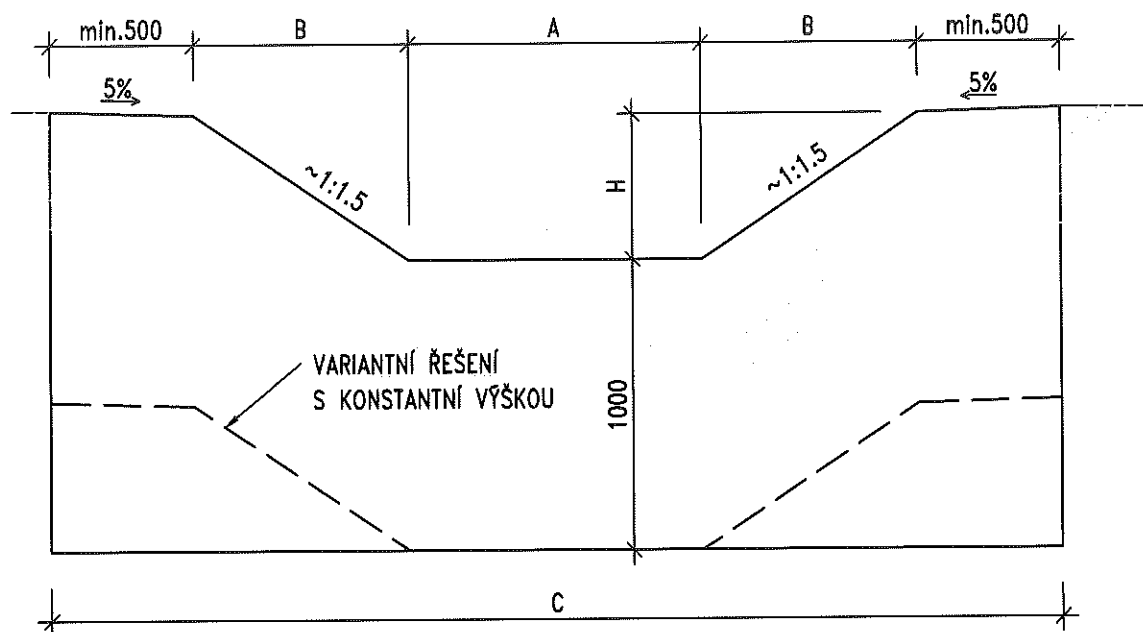 min.500 B A B min.500
5% 5%
~1:1.5 H ~1:1.5
VARIANTNÍ ŘEŠENÍ
S KONSTANTNÍ VÝŠKOU
1000
C